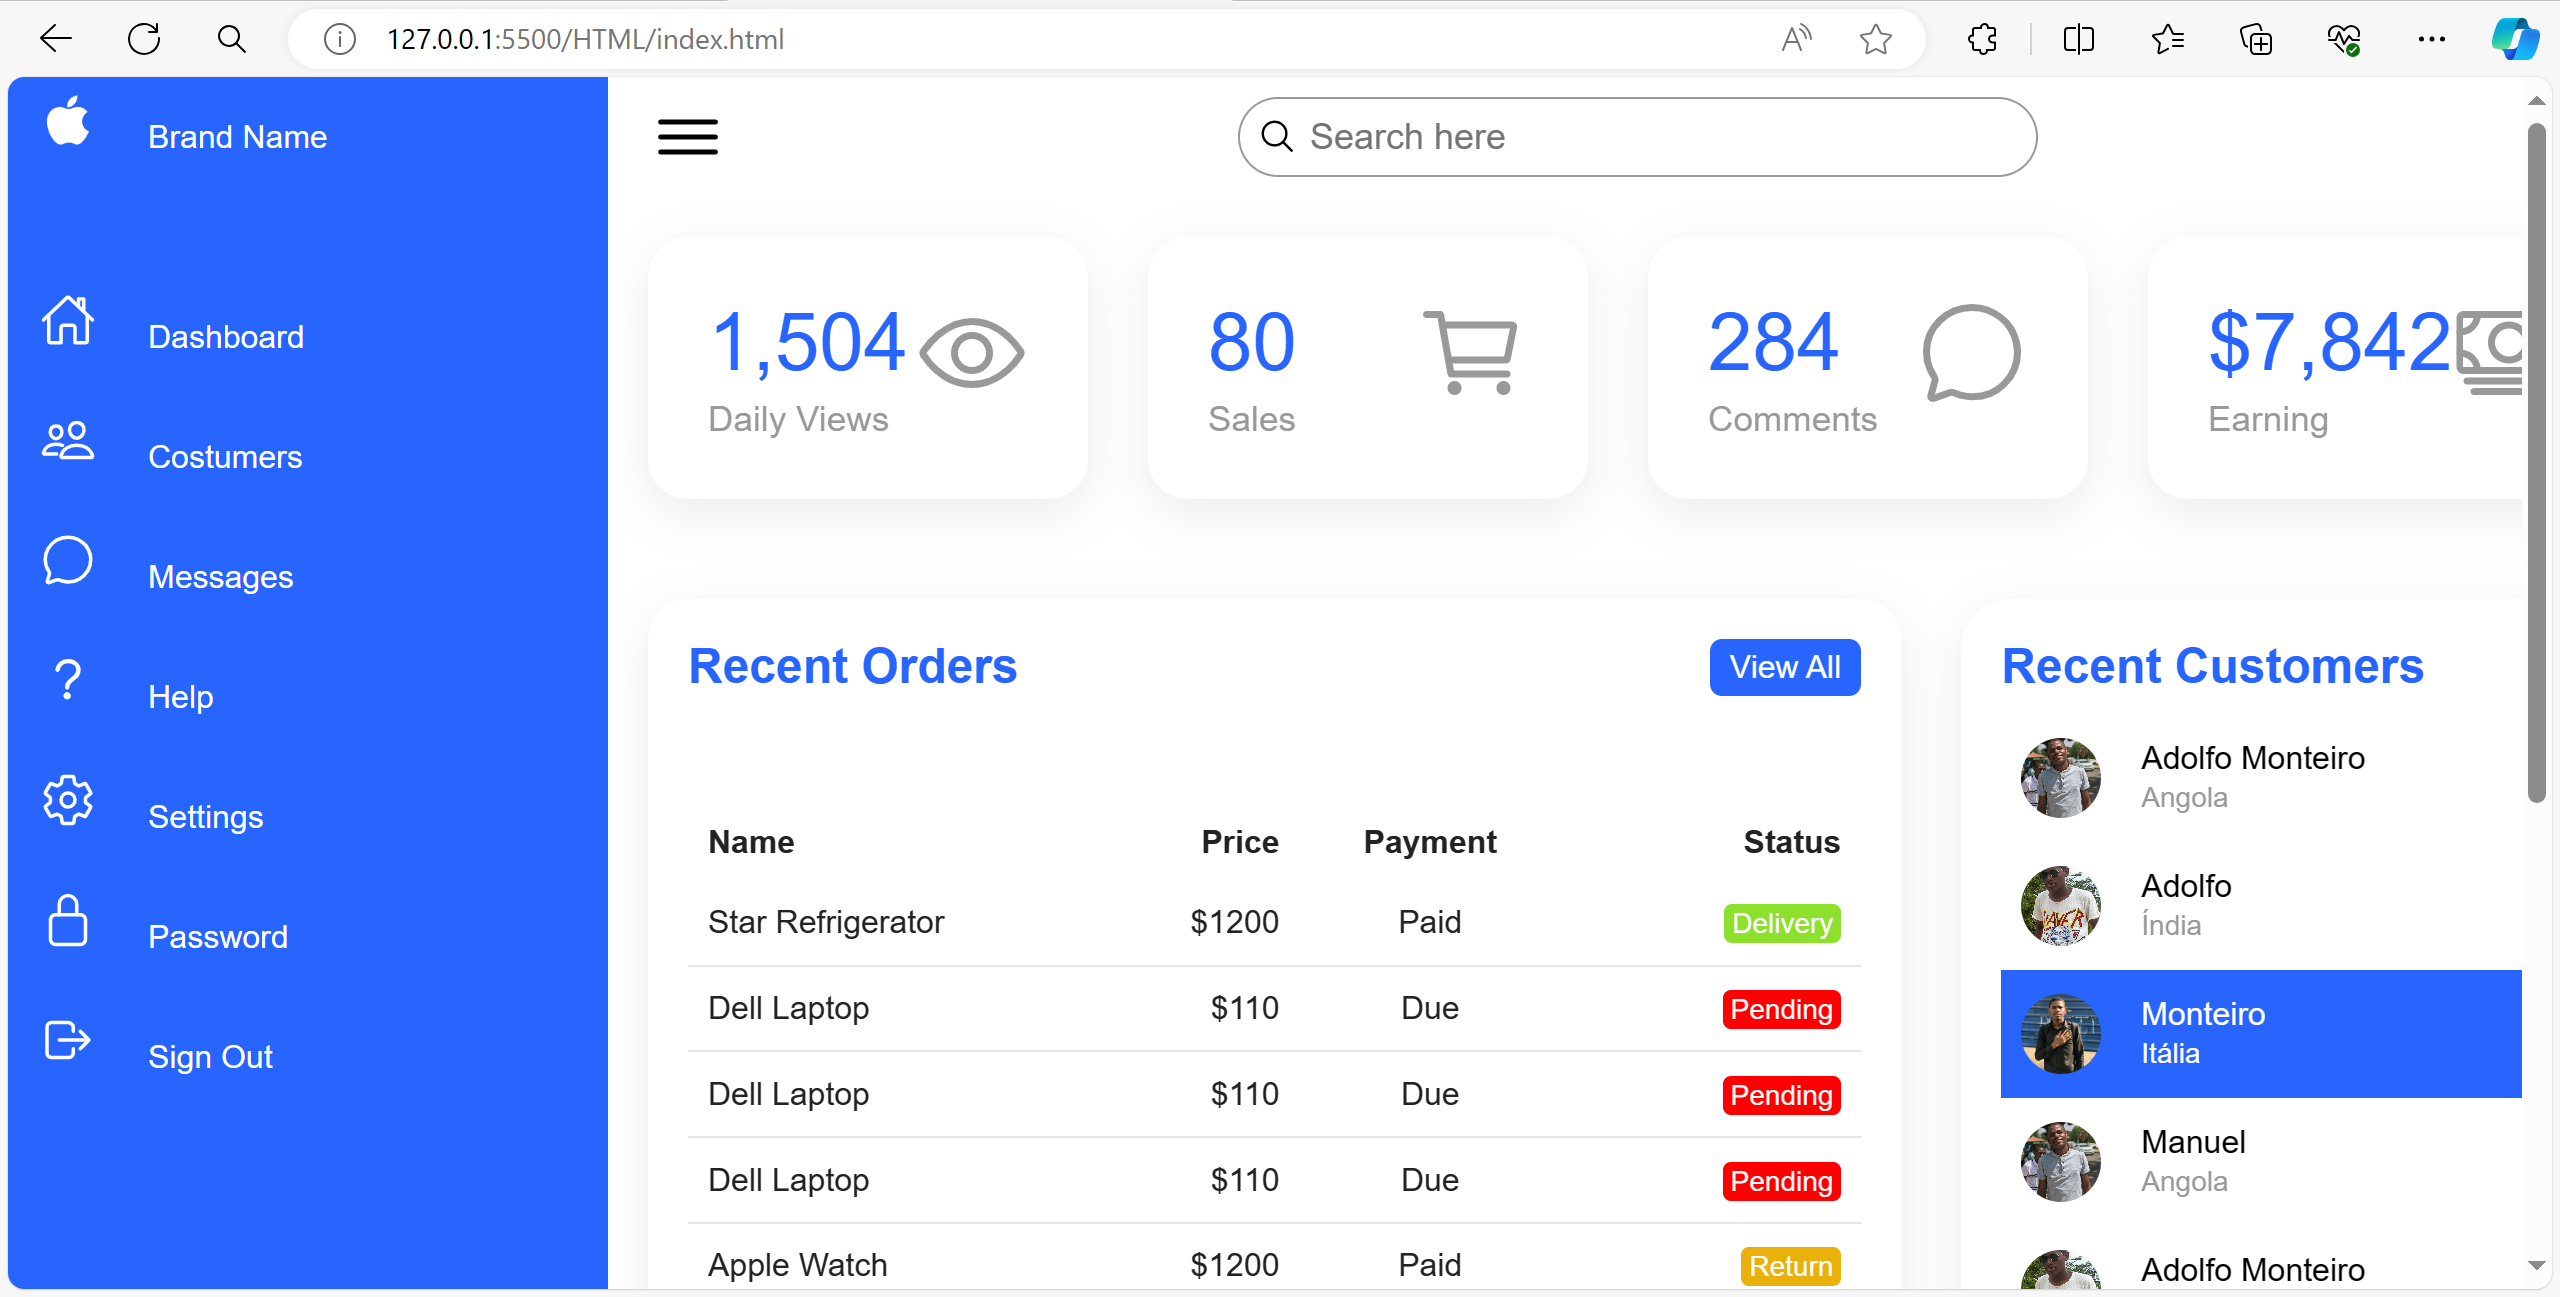 127.0.0.1:5500/HTML/index.html
Brand Name
Search here
Dashboard
Costumers
Messages
Help
Settings
Password
Sign Out
1,504
Daily Views
80
Sales
284
Comments
$7,842
Earning
Recent Orders
View All
Name Price Payment Status
Star Refrigerator $1200 Paid Delivery
Dell Laptop $110 Due Pending
Dell Laptop $110 Due Pending
Dell Laptop $110 Due Pending
Apple Watch $1200 Paid Return
Recent Customers
Adolfo Monteiro
Angola
Adolfo
Índia
Monteiro
Itália
Manuel
Angola
Adolfo Monteiro